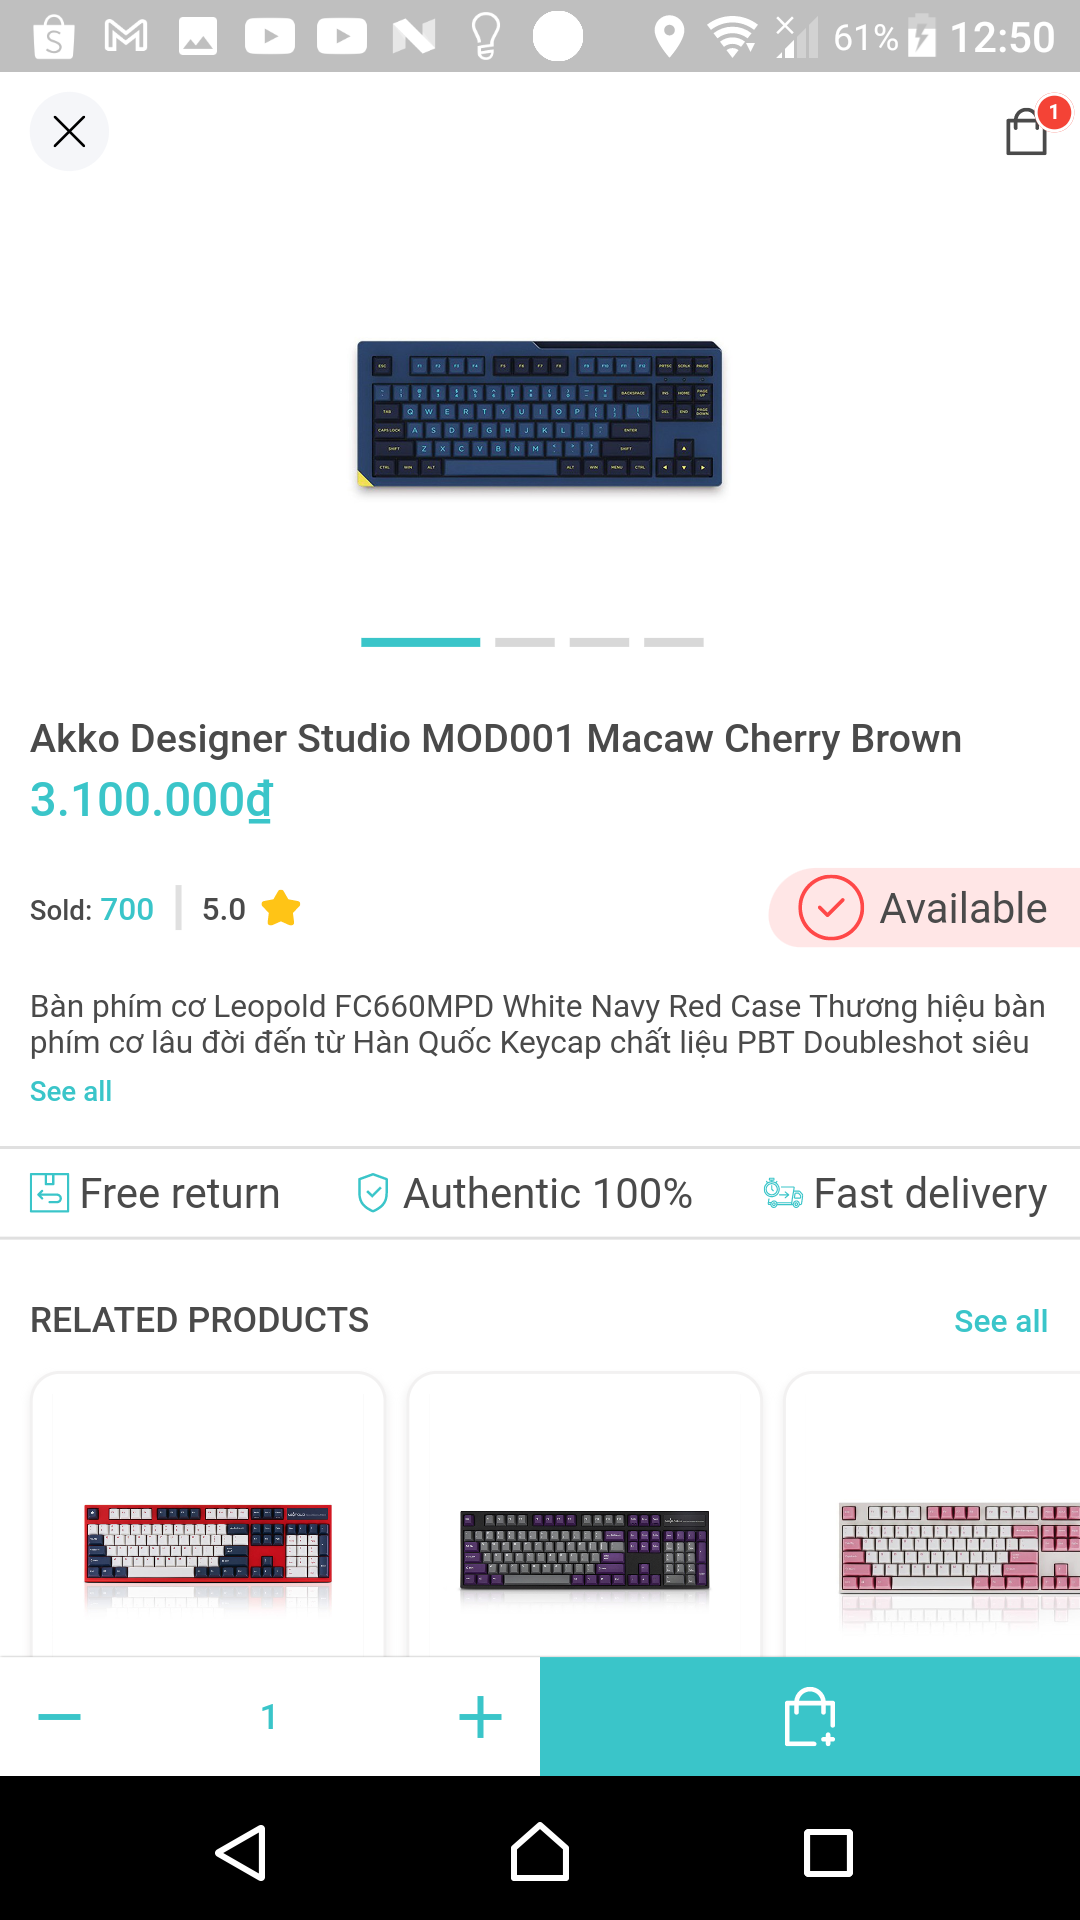 61% 12:50
1
Akko Designer Studio MOD001 Macaw Cherry Brown
3.100.000₫
Sold: 700 5.0 Available
Bàn phím cơ Leopold FC660MPD White Navy Red Case Thương hiệu bàn
phím cơ lâu đời đến từ Hàn Quốc Keycap chất liệu PBT Doubleshot siêu
See all
Free return Authentic 100% Fast delivery
RELATED PRODUCTS See all
1